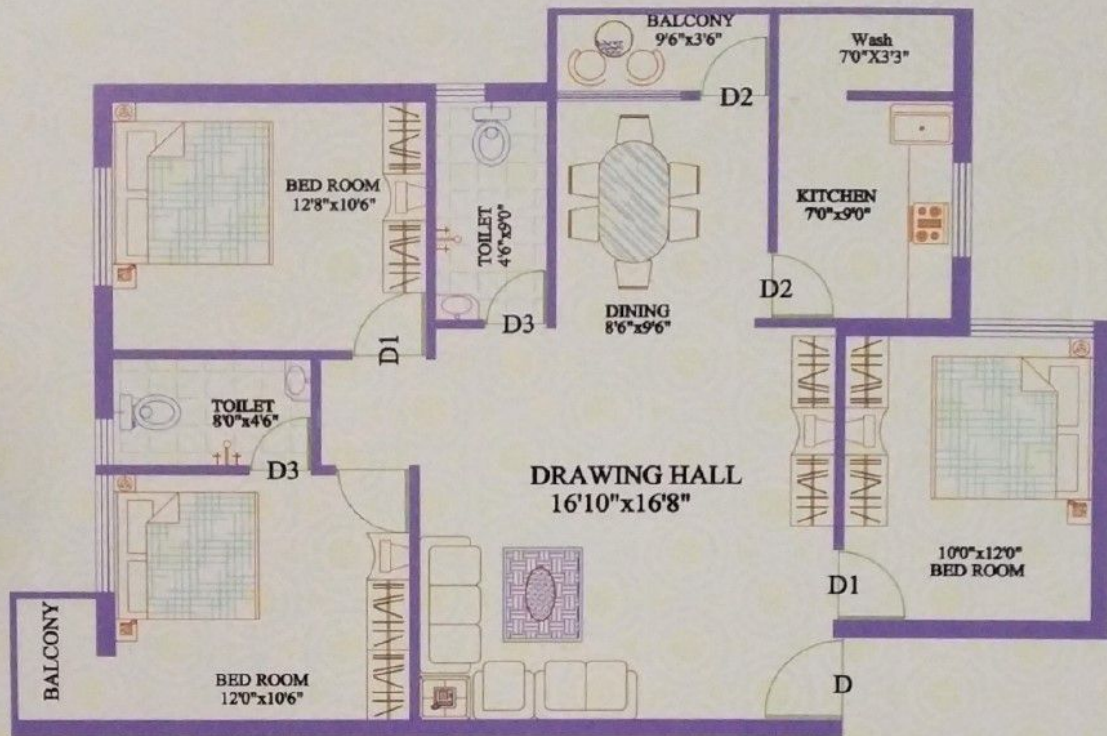 BALCONY
9'6"x3'6"
Wash
7'0"X3'3"
D2
BED ROOM
12'8"x10'6"
TOILET
4'6"x9'0"
KITCHEN
7'0"x9'0"
D2
DINING
8'6"x9'6"
D3
D1
TOILET
8'0"x4'6"
D3
DRAWING HALL
16'10"x16'8"
10'0"x12'0"
BED ROOM
D1
BALCONY
BED ROOM
12'0"x10'6"
D